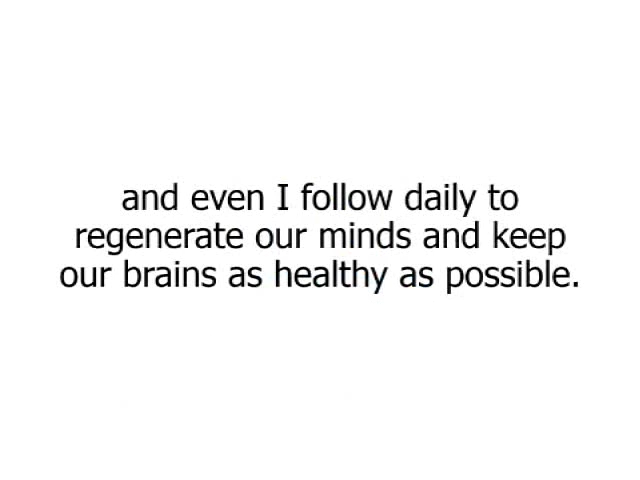 and even I follow daily to
regenerate our minds and keep
our brains as healthy as possible.